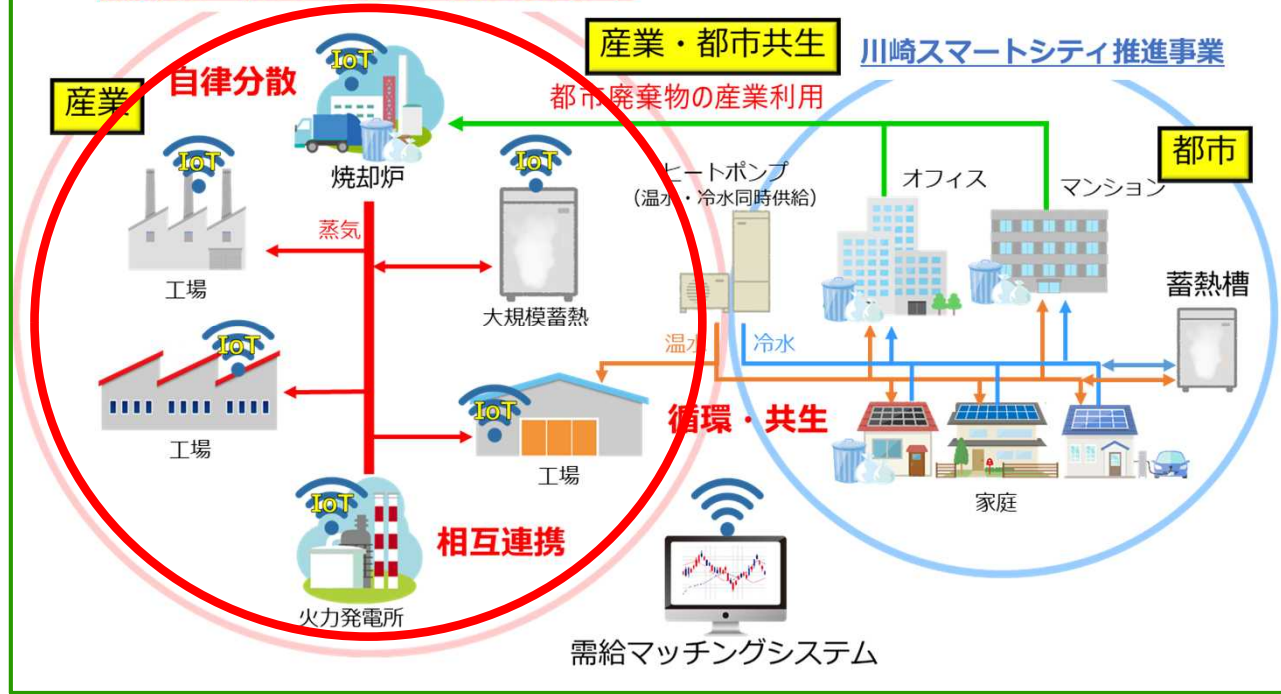 産業・都市共生
川崎スマートシティ推進事業
IoT
自律分散
都市廃棄物の産業利用
産業
都市
IoT
IoT
焼却炉
ヒートポンプ
(温水・冷水同時供給)
オフィス
マンション
蒸気
工場
大規模蓄熱
蓄熱槽
温水
冷水
IoT
IoT
循環・共生
工場
工場
家庭
IoT
相互連携
火力発電所
需給マッチングシステム